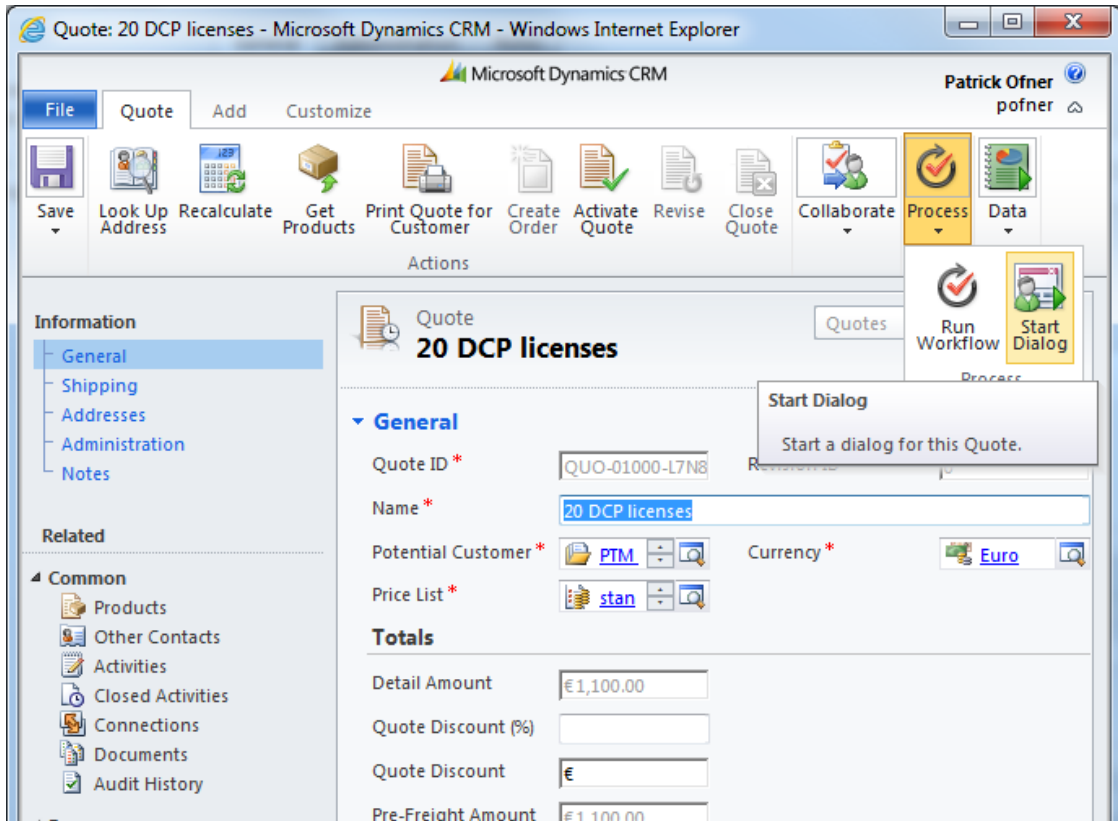 Quote: 20 DCP licenses - Microsoft Dynamics CRM - Windows Internet Explorer
Microsoft Dynamics CRM
Patrick Ofner
pofner
File Quote Add Customize
Save Look Up Address Recalculate Get Products Print Quote for Customer Create Order Activate Quote Revise Close Quote Collaborate Process Data
Actions
Run Workflow Start Dialog
Process
Information
General
Shipping
Addresses
Administration
Notes
Related
Common
Products
Other Contacts
Activities
Closed Activities
Connections
Documents
Audit History
Quote
20 DCP licenses
Quotes
Start Dialog
Start a dialog for this Quote.
General
Quote ID * QUO-01000-L7N8
Name * 20 DCP licenses
Potential Customer * PTM Currency * Euro
Price List * stan
Totals
Detail Amount €1,100.00
Quote Discount (%)
Quote Discount €
Pre-Freight Amount €1,100.00